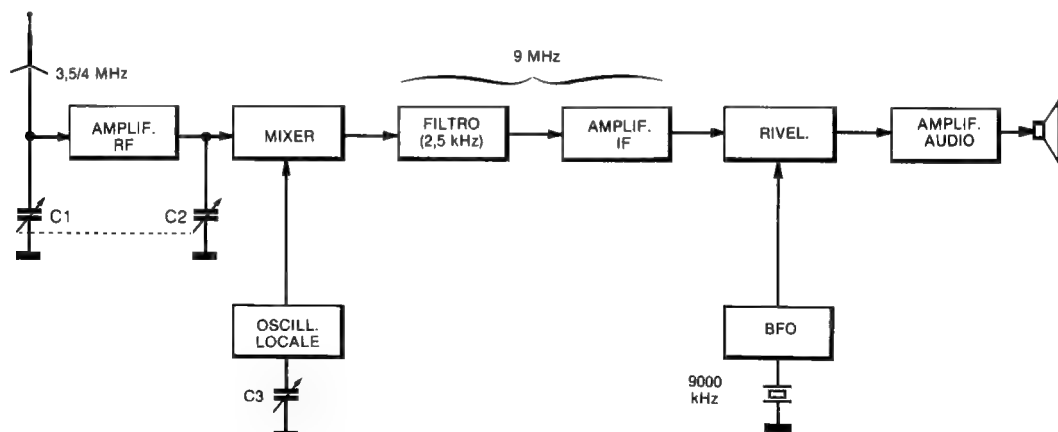 9 MHz
3,5/4 MHz
AMPLIF.
RF
MIXER
FILTRO
(2,5 kHz)
AMPLIF.
IF
RIVEL.
AMPLIF.
AUDIO
C1
C2
OSCILL.
LOCALE
BFO
C3
9000
kHz